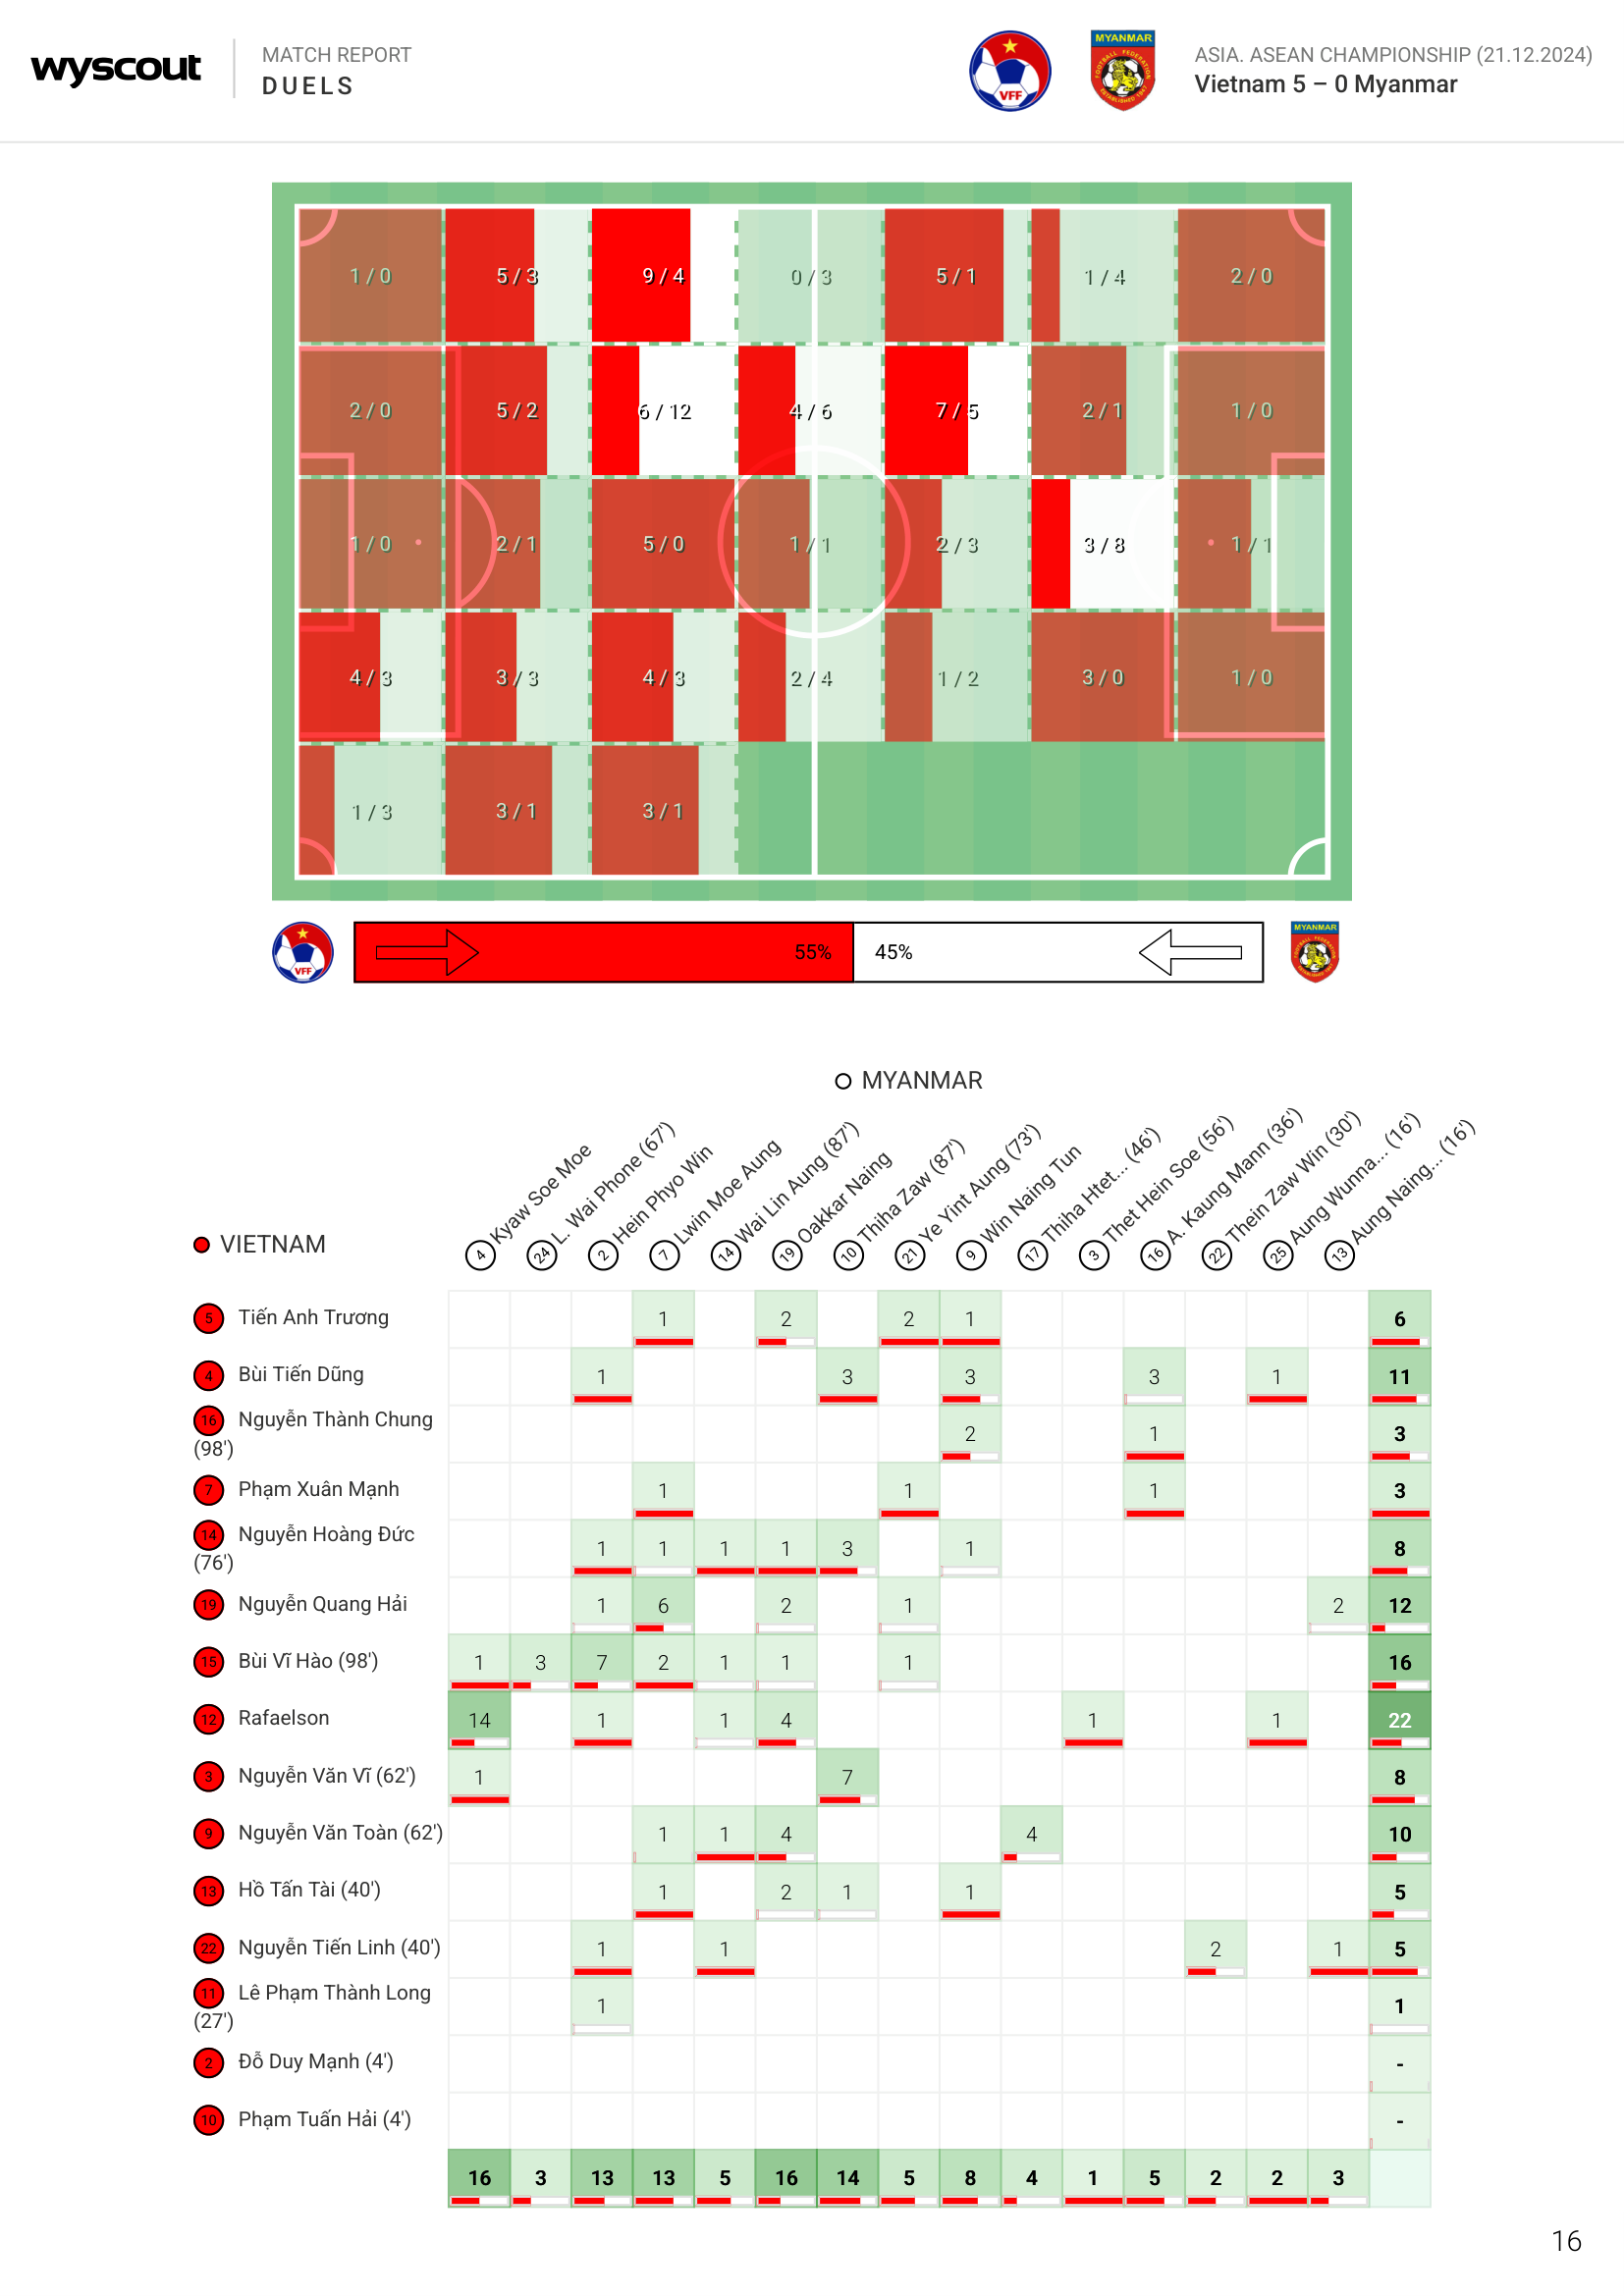 wyscout
MATCH REPORT
DUELS
VFF
MYANMAR
ASIA. ASEAN CHAMPIONSHIP (21.12.2024)
Vietnam 5 – 0 Myanmar
1 / 0 5 / 3 9 / 4 0 / 3 5 / 1 1 / 4 2 / 0
2 / 0 5 / 2 6 / 12 4 / 6 7 / 5 2 / 1 1 / 0
1 / 0 2 / 1 5 / 0 1 / 1 2 / 3 3 / 8 1 / 1
4 / 3 3 / 3 4 / 3 2 / 4 1 / 2 3 / 0 1 / 0
1 / 3 3 / 1 3 / 1
VFF
55% 45%
MYANMAR
MYANMAR
VIETNAM
4 Kyaw Soe Moe
24 L. Wai Phone (67')
2 Hein Phyo Win
7 Lwin Moe Aung
14 Wai Lin Aung (87')
19 Oakkar Naing
10 Thiha Zaw (87')
21 Ye Yint Aung (73')
9 Win Naing Tun
17 Thiha Htet... (46')
3 Thet Hein Soe (56')
16 A. Kaung Mann (36')
22 Thein Zaw Win (30')
25 Aung Wunna... (16')
13 Aung Naing... (16')
5 Tiến Anh Trương 1 2 2 1 6
4 Bùi Tiến Dũng 1 3 3 3 1 11
16 Nguyễn Thành Chung
(98') 2 1 3
7 Phạm Xuân Mạnh 1 1 1 3
14 Nguyễn Hoàng Đức
(76') 1 1 1 1 3 1 8
19 Nguyễn Quang Hải 1 6 2 1 2 12
15 Bùi Vĩ Hào (98') 1 3 7 2 1 1 1 16
12 Rafaelson 14 1 1 4 1 1 22
3 Nguyễn Văn Vĩ (62') 1 7 8
9 Nguyễn Văn Toàn (62') 1 1 4 4 10
13 Hồ Tấn Tài (40') 1 2 1 1 5
22 Nguyễn Tiến Linh (40') 1 1 2 1 5
11 Lê Phạm Thành Long
(27') 1 1
2 Đỗ Duy Mạnh (4') -
10 Phạm Tuấn Hải (4') -
16 3 13 13 5 16 14 5 8 4 1 5 2 2 3
16